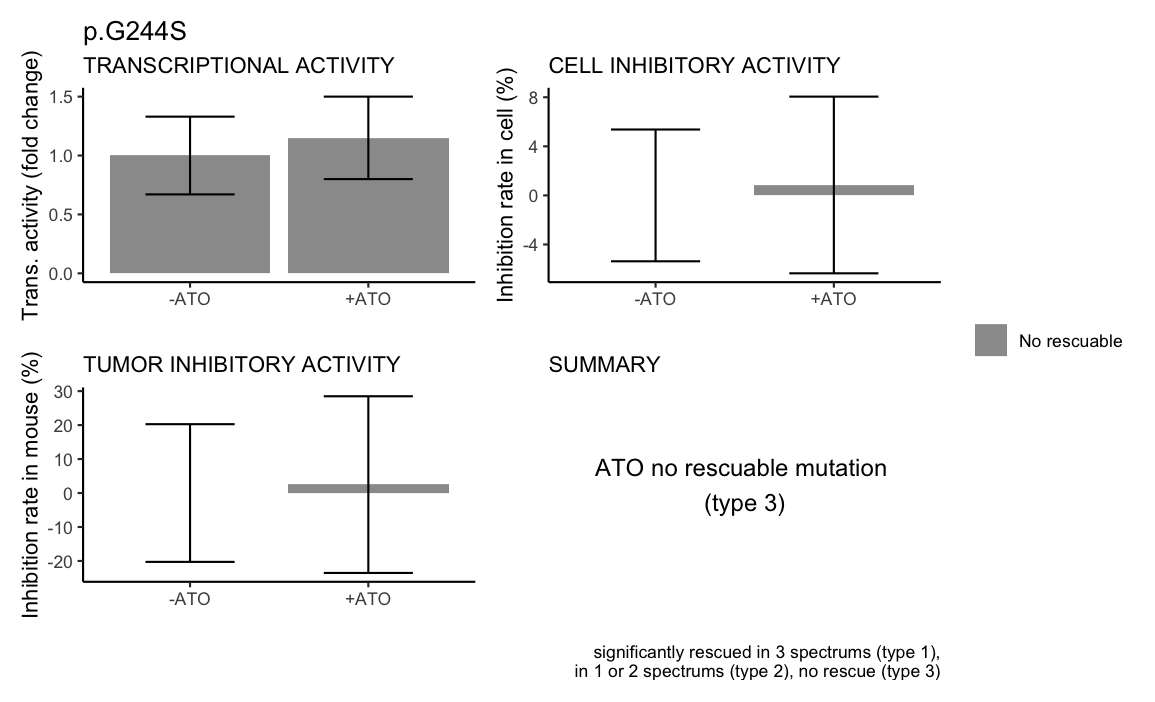 p.G244S
TRANSCRIPTIONAL ACTIVITY
Trans. activity (fold change)
1.5
1.0
0.5
0.0
-ATO
+ATO
CELL INHIBITORY ACTIVITY
Inhibition rate in cell (%)
8
4
0
-4
-ATO
+ATO
No rescuable
TUMOR INHIBITORY ACTIVITY
Inhibition rate in mouse (%)
30
20
10
0
-10
-20
-ATO
+ATO
SUMMARY
ATO no rescuable mutation
(type 3)
significantly rescued in 3 spectrums (type 1),
in 1 or 2 spectrums (type 2), no rescue (type 3)